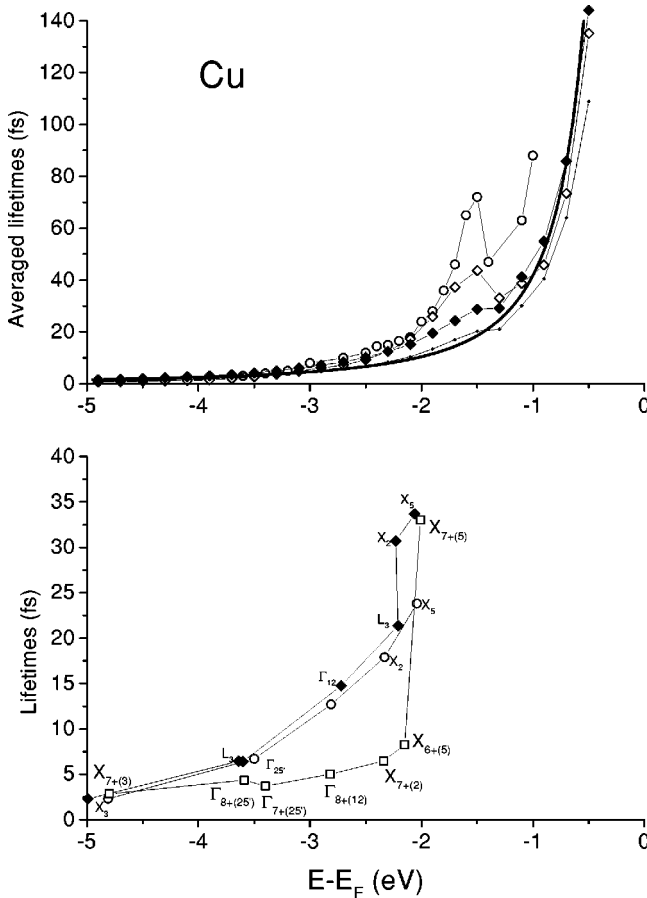 140
120
100
80
60
40
20
0
Averaged lifetimes (fs)
Cu
-5
-4
-3
-2
-1
0
40
35
30
25
20
15
10
5
0
Lifetimes (fs)
X₅
X₇₊₍₅₎
X₂
X₅
L₃
X₂
Γ₁₂
L₃
Γ₂₅'
X₆₊₍₅₎
X₇₊₍₃₎
X₃
Γ₈₊₍₂₅'₎
Γ₇₊₍₂₅'₎
Γ₈₊₍₁₂₎
X₇₊₍₂₎
-5
-4
-3
-2
-1
0
E-E_F (eV)